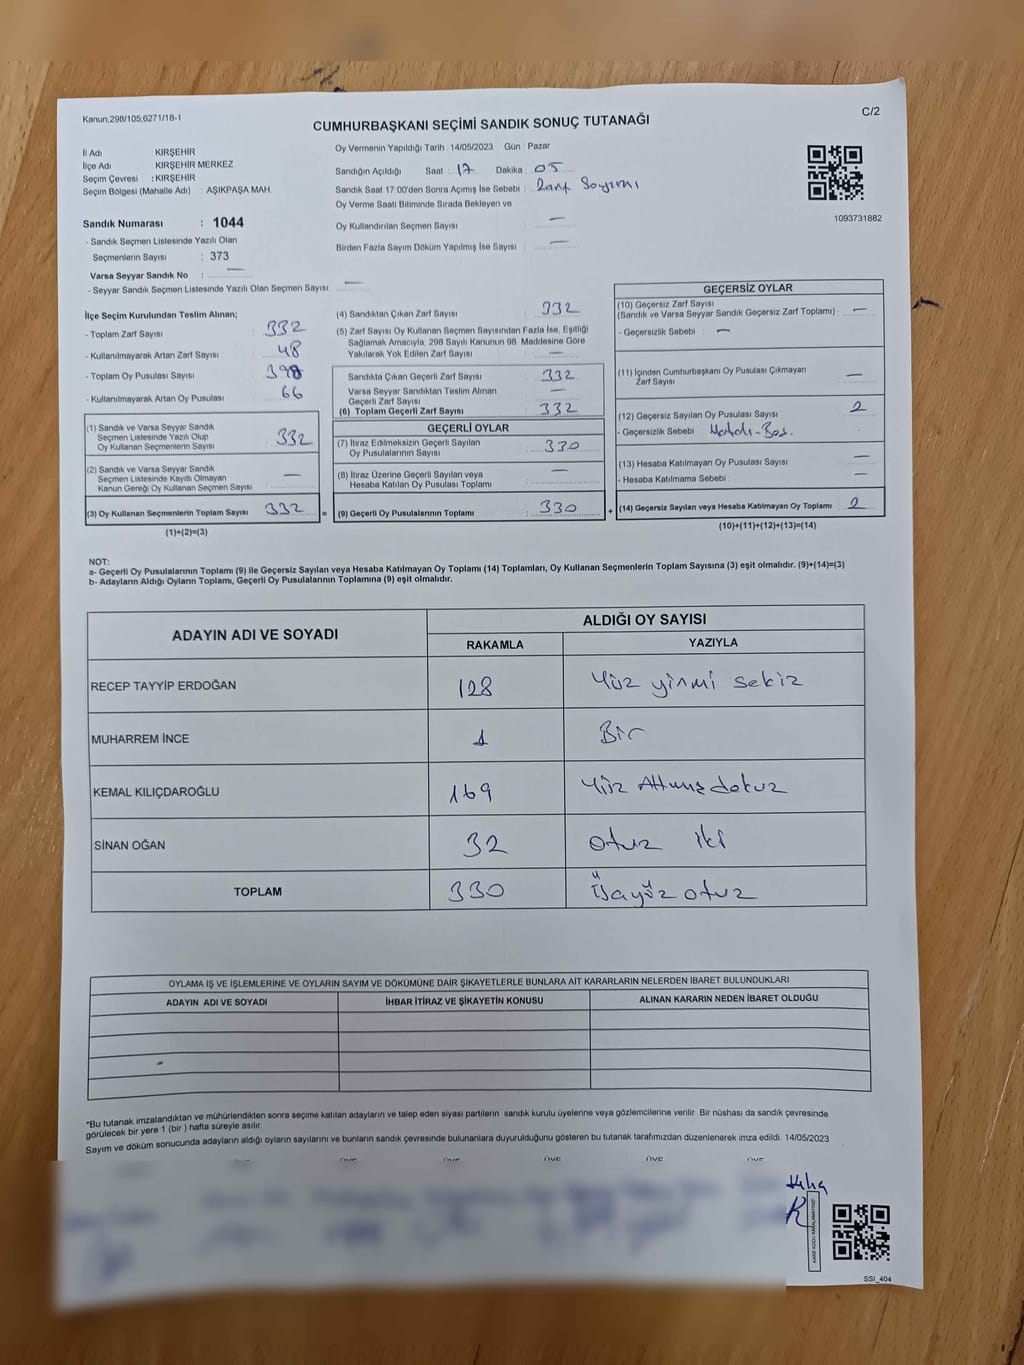 Kanun;298/105;6271/18-1
C/2
CUMHURBAŞKANI SEÇİMİ SANDIK SONUÇ TUTANAĞI
İl Adı KIRŞEHİR
İlçe Adı KIRŞEHİR MERKEZ
Seçim Çevresi : KIRŞEHİR
Seçim Bölgesi (Mahalle Adı) : AŞIKPAŞA MAH.
Oy Vermenin Yapıldığı Tarih : 14/05/2023 Gün : Pazar
Sandığın Açıldığı Saat : 17 Dakika : 05
Sandık Saat 17:00'den Sonra Açımış İse Sebebi : Zarf Sayımı
Oy Verme Saati Bitiminde Sırada Bekleyen ve
Oy Kullandırılan Seçmen Sayısı : —
Birden Fazla Sayım Döküm Yapılmış İse Sayısı : —
1093731882
Sandık Numarası : 1044
- Sandık Seçmen Listesinde Yazılı Olan
Seçmenlerin Sayısı : 373
Varsa Seyyar Sandık No : —
- Seyyar Sandık Seçmen Listesinde Yazılı Olan Seçmen Sayısı : —
İlçe Seçim Kurulundan Teslim Alınan;
- Toplam Zarf Sayısı : 332
- Kullanılmayarak Artan Zarf Sayısı : 48
- Toplam Oy Pusulası Sayısı : 398
- Kullanılmayarak Artan Oy Pusulası : 66
(1) Sandık ve Varsa Seyyar Sandık
Seçmen Listesinde Yazılı Olup
Oy Kullanan Seçmenlerin Sayısı : 332
(2) Sandık ve Varsa Seyyar Sandık
Seçmen Listesinde Kayıtlı Olmayan
Kanun Gereği Oy Kullanan Seçmen Sayısı : —
(3) Oy Kullanan Seçmenlerin Toplam Sayısı : 332 =
(1)+(2)=(3)
(4) Sandıktan Çıkan Zarf Sayısı : 332
(5) Zarf Sayısı Oy Kullanan Seçmen Sayısından Fazla İse, Eşitliği
Sağlamak Amacıyla, 298 Sayılı Kanunun 98. Maddesine Göre
Yakılarak Yok Edilen Zarf Sayısı : —
Sandıkta Çıkan Geçerli Zarf Sayısı : 332
Varsa Seyyar Sandıktan Teslim Alınan
Geçerli Zarf Sayısı : —
(6) Toplam Geçerli Zarf Sayısı : 332
GEÇERLİ OYLAR
(7) İtiraz Edilmeksizin Geçerli Sayılan
Oy Pusulalarının Sayısı : 330
(8) İtiraz Üzerine Geçerli Sayılan veya
Hesaba Katılan Oy Pusulası Toplamı : —
(9) Geçerli Oy Pusulalarının Toplamı : 330 +
GEÇERSİZ OYLAR
(10) Geçersiz Zarf Sayısı
(Sandık ve Varsa Seyyar Sandık Geçersiz Zarf Toplamı) : —
- Geçersizlik Sebebi : —
(11) İçinden Cumhurbaşkanı Oy Pusulası Çıkmayan
Zarf Sayısı : —
(12) Geçersiz Sayılan Oy Pusulası Sayısı : 2
- Geçersizlik Sebebi : Hatalı-Boş.
(13) Hesaba Katılmayan Oy Pusulası Sayısı : —
- Hesaba Katılmama Sebebi : —
(14) Geçersiz Sayılan veya Hesaba Katılmayan Oy Toplamı : 2
(10)+(11)+(12)+(13)=(14)
NOT:
a- Geçerli Oy Pusulalarının Toplamı (9) ile Geçersiz Sayılan veya Hesaba Katılmayan Oy Toplamı (14) Toplamları, Oy Kullanan Seçmenlerin Toplam Sayısına (3) eşit olmalıdır. (9)+(14)=(3)
b- Adayların Aldığı Oyların Toplamı, Geçerli Oy Pusulalarının Toplamına (9) eşit olmalıdır.
ADAYIN ADI VE SOYADI ALDIĞI OY SAYISI
RAKAMLA YAZIYLA
RECEP TAYYİP ERDOĞAN 128 Yüz yirmi sekiz
MUHARREM İNCE 1 Bir
KEMAL KILIÇDAROĞLU 169 Yüz Altmış dokuz
SİNAN OĞAN 32 otuz iki
TOPLAM 330 Üçyüz otuz
OYLAMA İŞ VE İŞLEMLERİNE VE OYLARIN SAYIM VE DÖKÜMÜNE DAİR ŞİKAYETLERLE BUNLARA AİT KARARLARIN NELERDEN İBARET BULUNDUKLARI
ADAYIN ADI VE SOYADI İHBAR İTİRAZ VE ŞİKAYETİN KONUSU ALINAN KARARIN NEDEN İBARET OLDUĞU
*Bu tutanak imzalandıktan ve mühürlendikten sonra seçime katılan adayların ve talep eden siyasi partilerin sandık kurulu üyelerine veya gözlemcilerine verilir. Bir nüshası da sandık çevresinde
görülecek bir yere 1 (bir ) hafta süreyle asılır.
Sayım ve döküm sonucunda adayların aldığı oyların sayılarını ve bunların sandık çevresinde bulunanlara duyurulduğunu gösteren bu tutanak tarafımızdan düzenlenerek imza edildi. 14/05/2023
SSI_404